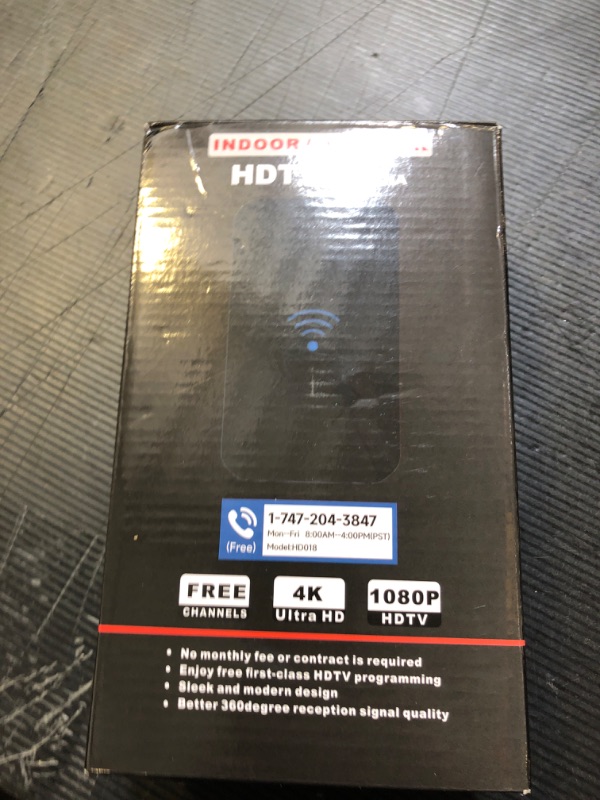 INDOOR
HDT
1-747-204-3847
Mon--Fri 8:00AM--4:00PM(PST)
(Free) Model:HD018
FREE
CHANNELS
4K
Ultra HD
1080P
HDTV
• No monthly fee or contract is required
• Enjoy free first-class HDTV programming
• Sleek and modern design
• Better 360degree reception signal quality